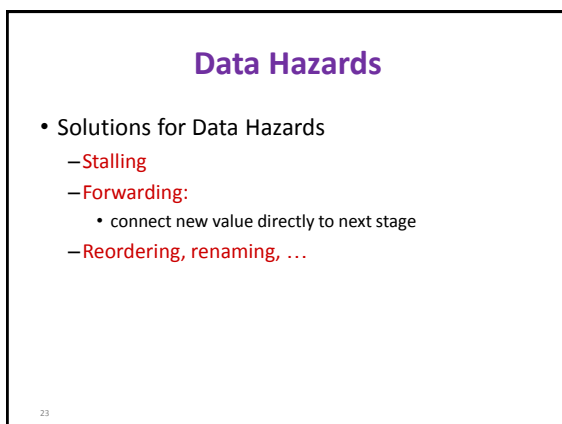 Data Hazards
• Solutions for Data Hazards
–Stalling
–Forwarding:
• connect new value directly to next stage
–Reordering, renaming, …
23